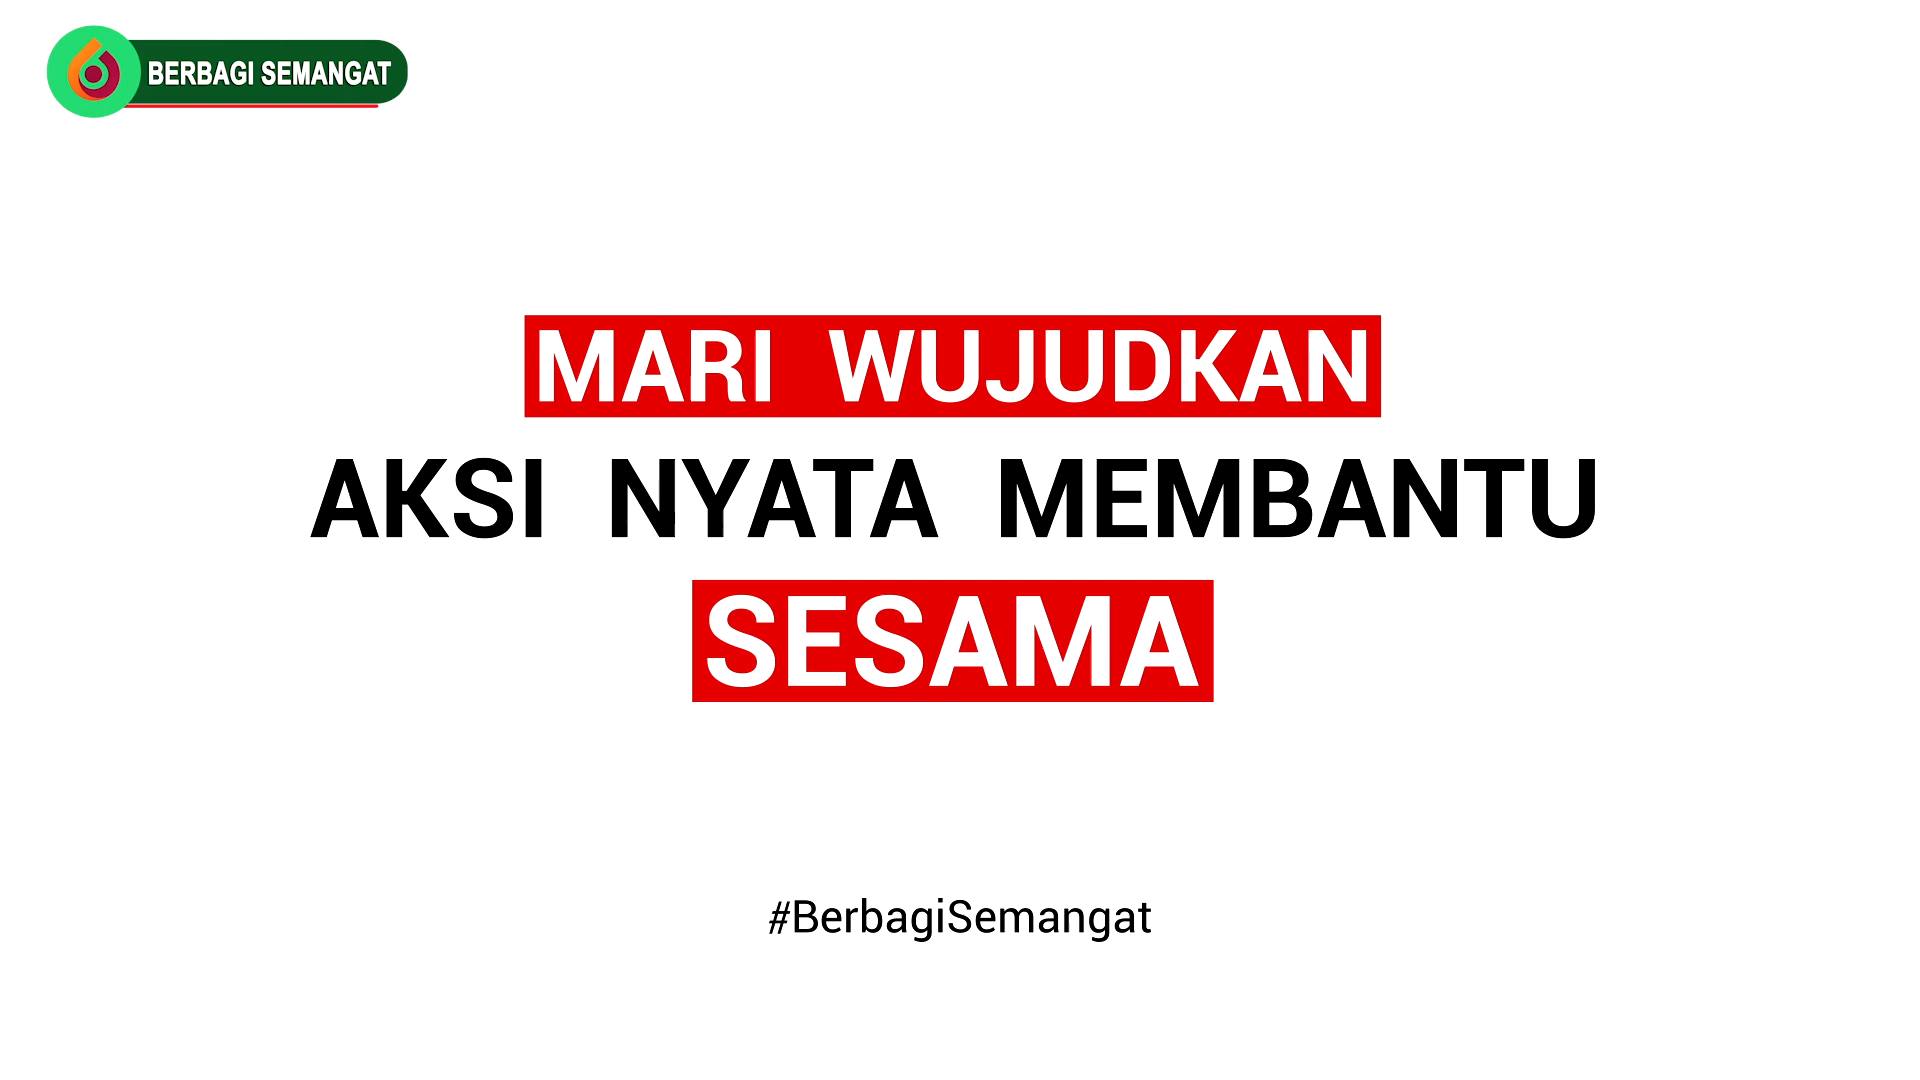 BERBAGI SEMANGAT
MARI WUJUDKAN
AKSI NYATA MEMBANTU
SESAMA
#BerbagiSemangat